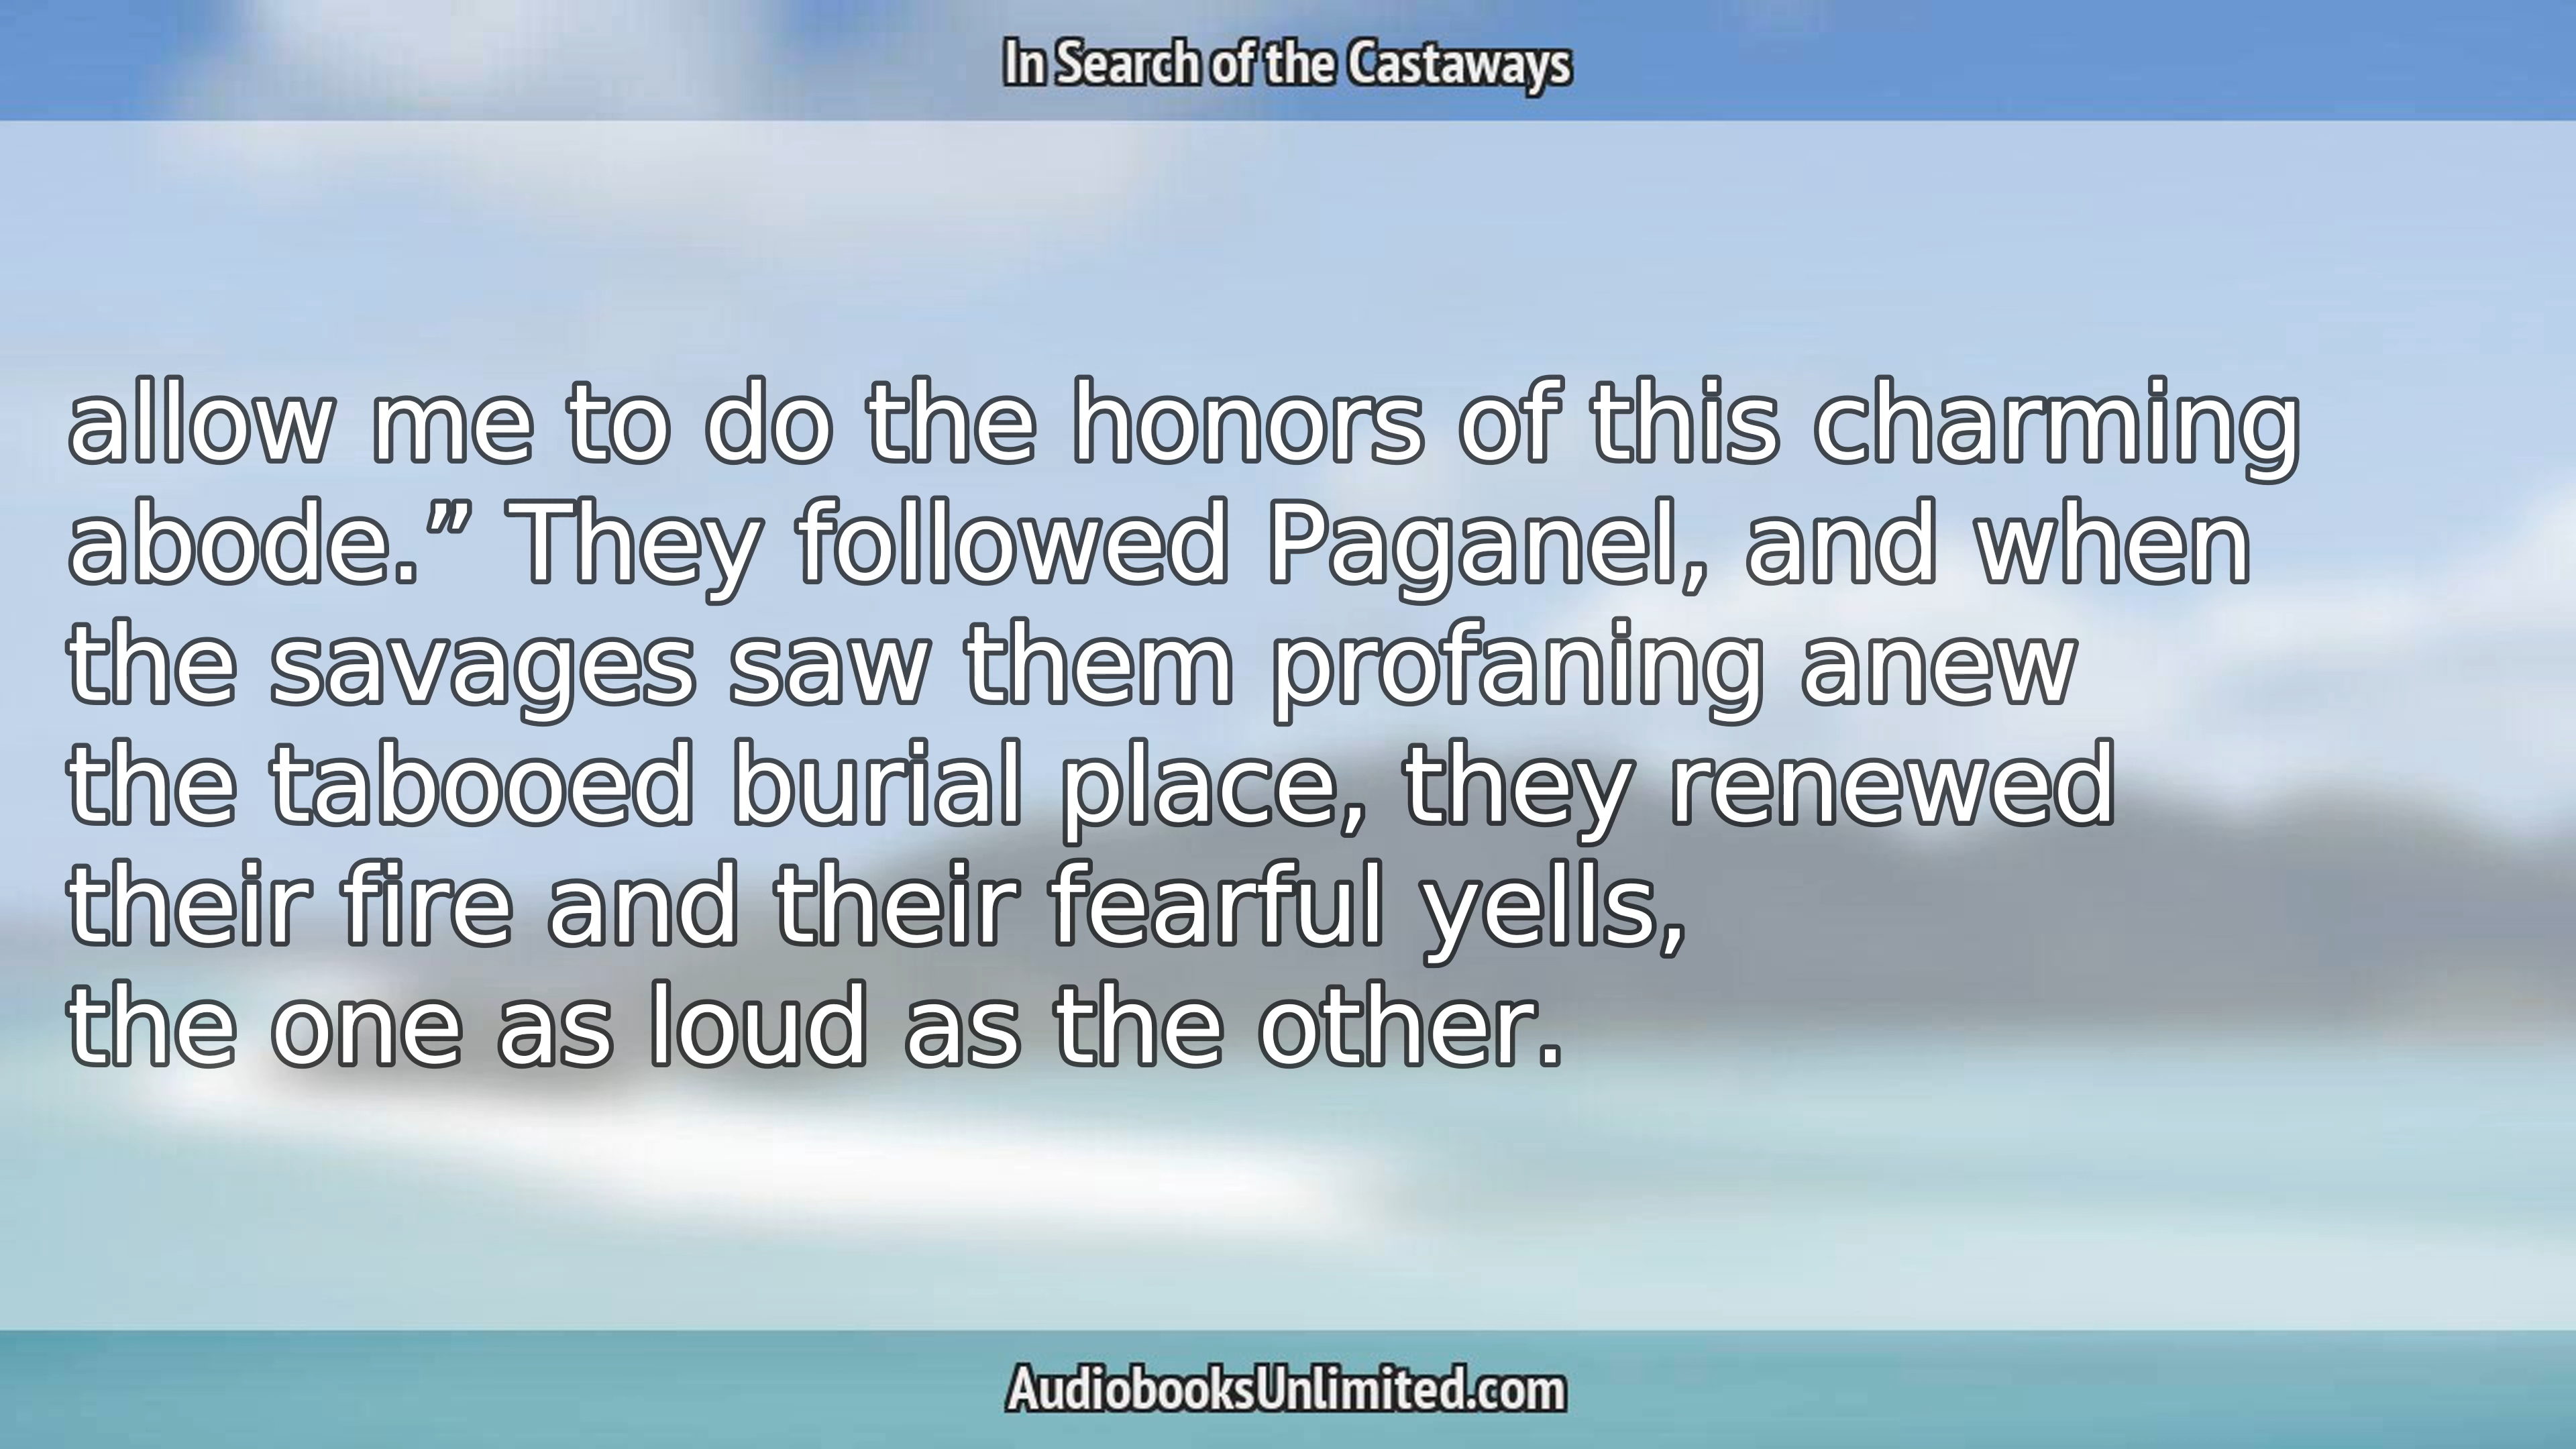 In Search of the Castaways
allow me to do the honors of this charming
abode.” They followed Paganel, and when
the savages saw them profaning anew
the tabooed burial place, they renewed
their fire and their fearful yells,
the one as loud as the other.
AudiobooksUnlimited.com